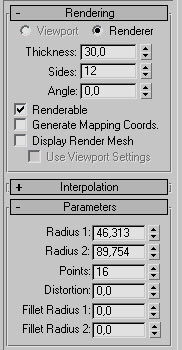 - Rendering
Viewport Renderer
Thickness: 30,0
Sides: 12
Angle: 0,0
Renderable
Generate Mapping Coords.
Display Render Mesh
Use Viewport Settings
+ Interpolation
- Parameters
Radius 1: 46,313
Radius 2: 89,754
Points: 16
Distortion: 0,0
Fillet Radius 1: 0,0
Fillet Radius 2: 0,0